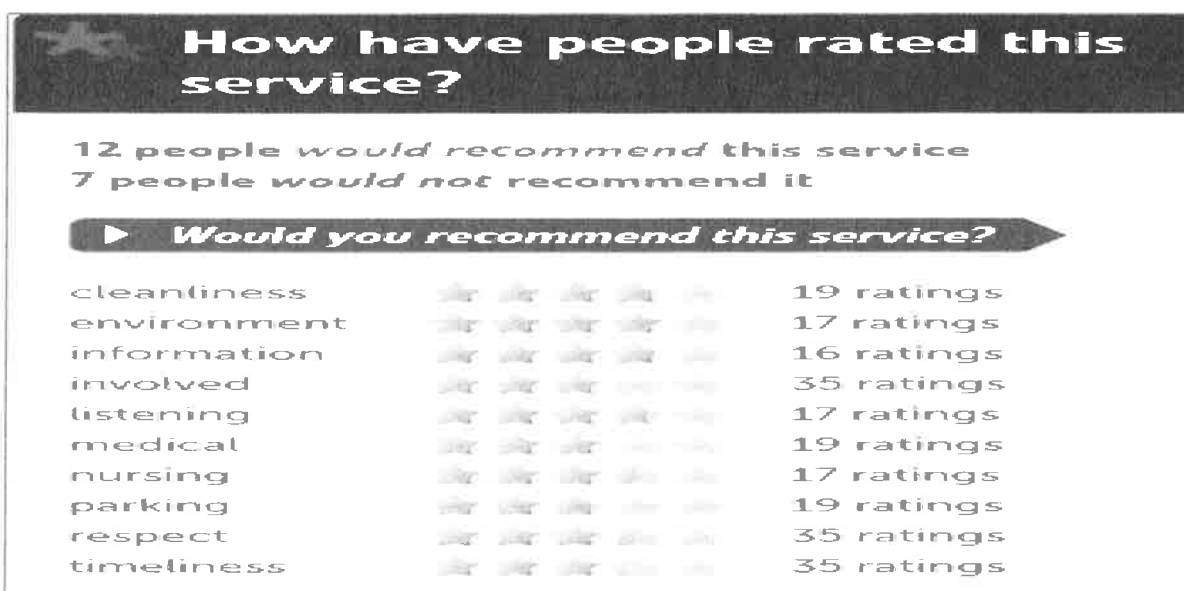 How have people rated this
service?
12 people would recommend this service
7 people would not recommend it
Would you recommend this service?
cleanliness 19 ratings
environment 17 ratings
information 16 ratings
involved 35 ratings
listening 17 ratings
medical 19 ratings
nursing 17 ratings
parking 19 ratings
respect 35 ratings
timeliness 35 ratings